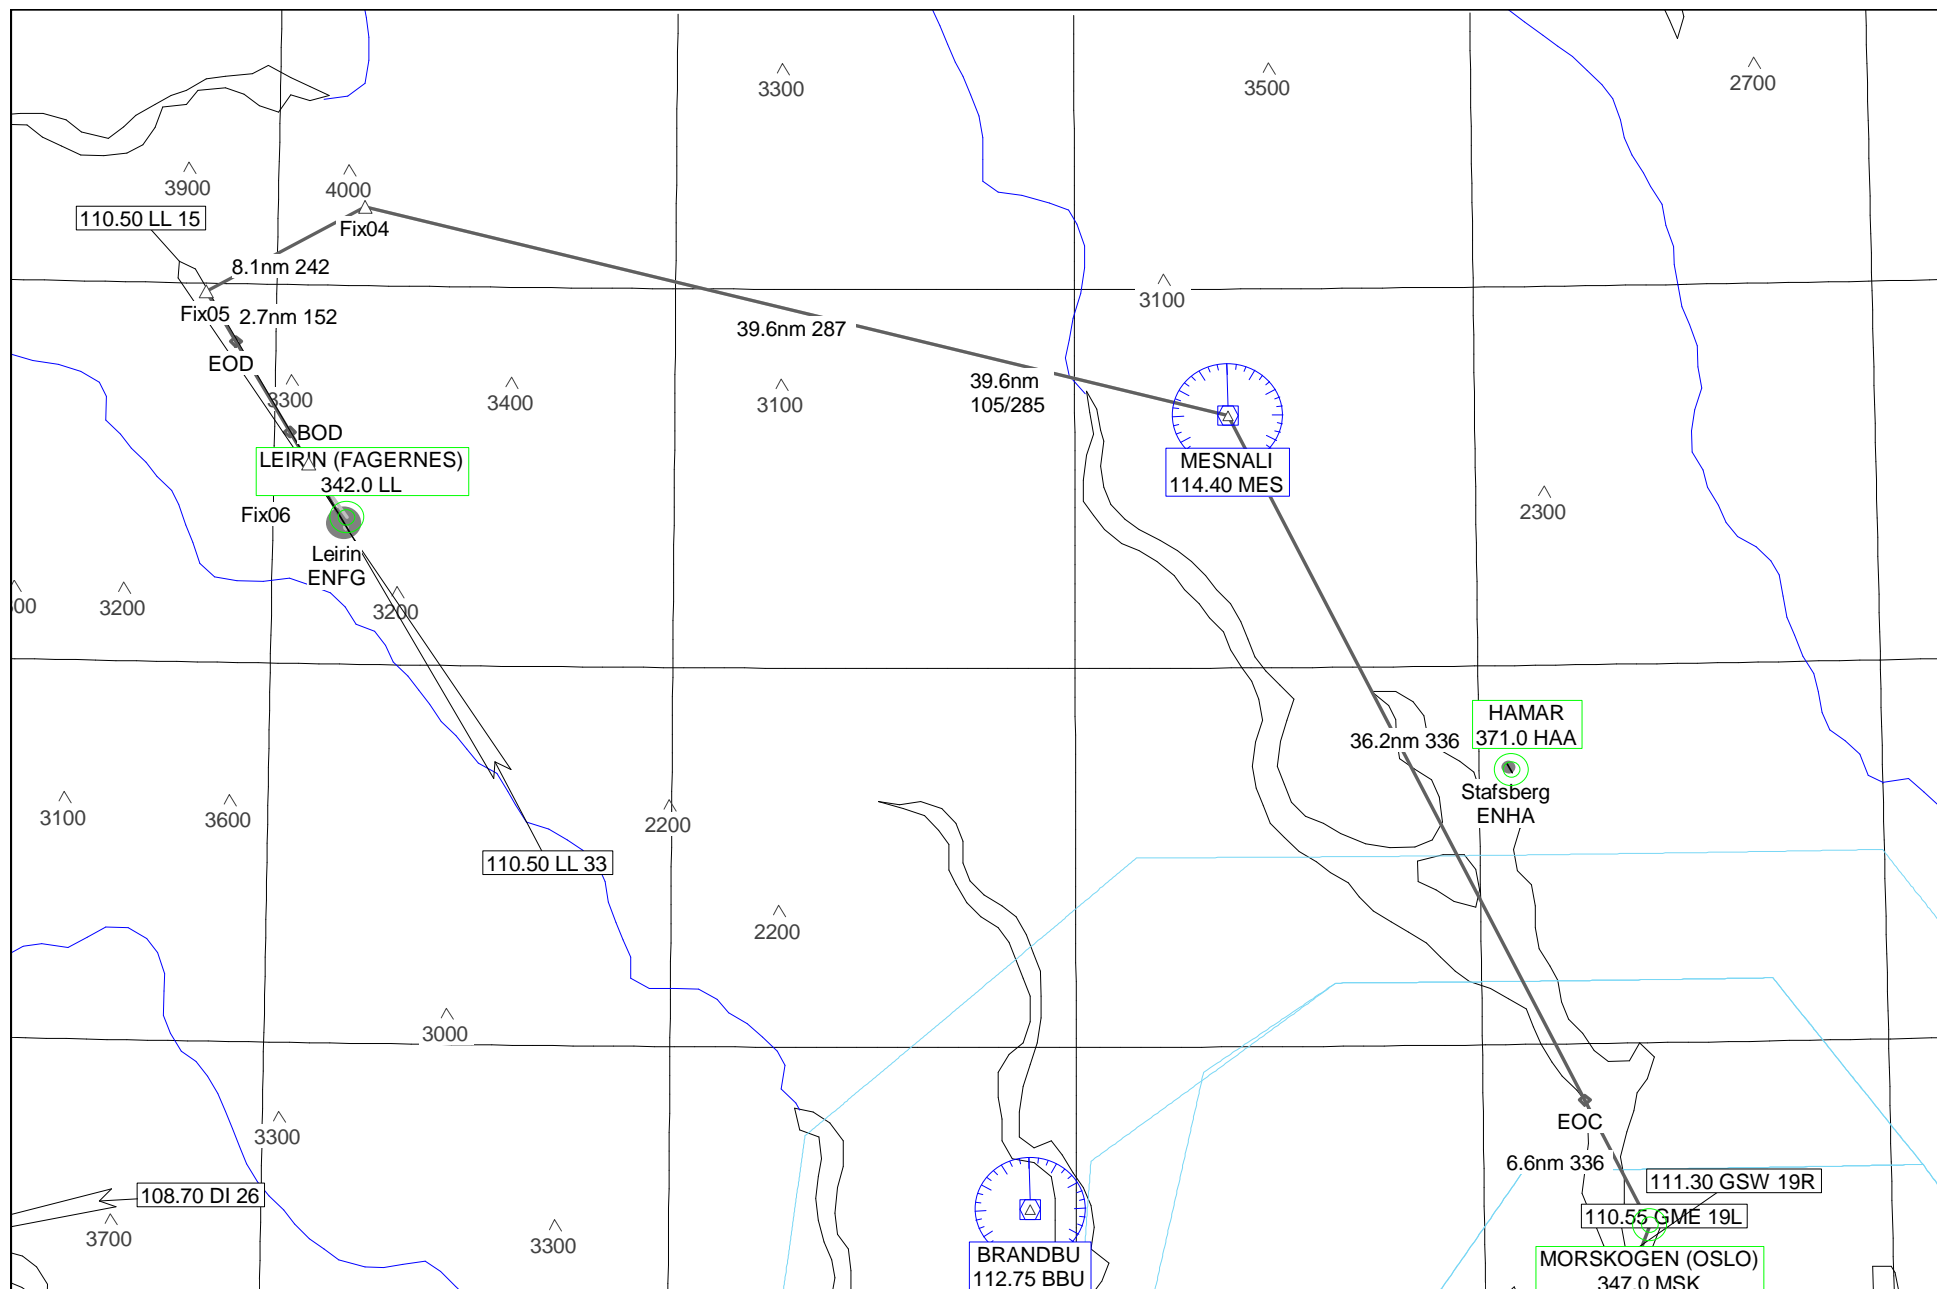 3300
3500
2700
3900
4000
110.50 LL 15
Fix04
8.1nm 242
3100
Fix05
2.7nm 152
39.6nm 287
EOD
39.6nm
105/285
3300
3400
3100
BOD
LEIRIN (FAGERNES)
342.0 LL
MESNALI
114.40 MES
Fix06
2300
Leirin
ENFG
3200
3200
HAMAR
371.0 HAA
36.2nm 336
Stafsberg
ENHA
3100
3600
2200
110.50 LL 33
2200
3000
EOC
3300
6.6nm 336
108.70 DI 26
111.30 GSW 19R
110.55 GME 19L
3700
3300
BRANDBU
112.75 BBU
MORSKOGEN (OSLO)
347.0 MSK